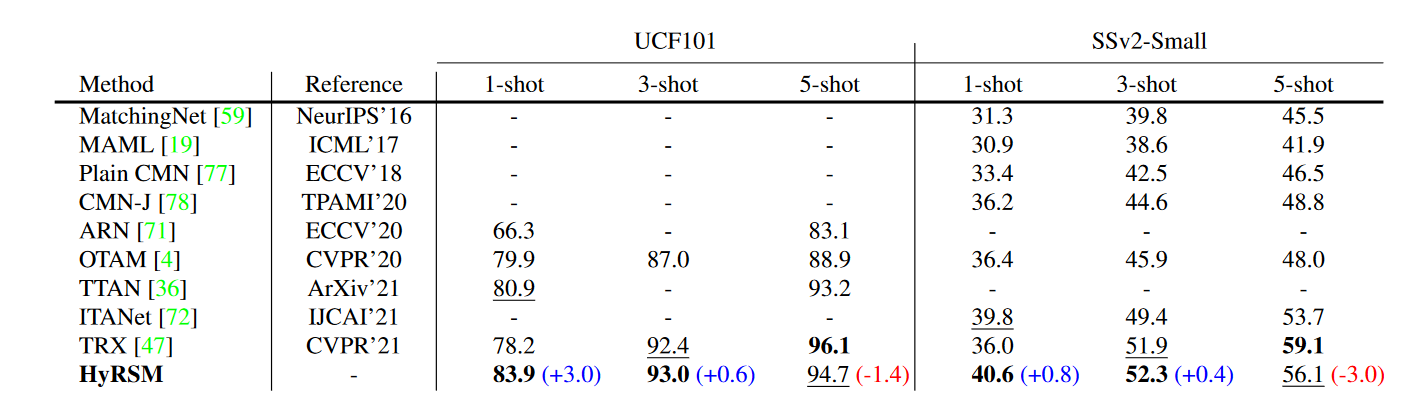 UCF101 SSv2-Small
Method Reference 1-shot 3-shot 5-shot 1-shot 3-shot 5-shot
MatchingNet [59] NeurIPS'16 - - - 31.3 39.8 45.5
MAML [19] ICML'17 - - - 30.9 38.6 41.9
Plain CMN [77] ECCV'18 - - - 33.4 42.5 46.5
CMN-J [78] TPAMI'20 - - - 36.2 44.6 48.8
ARN [71] ECCV'20 66.3 - 83.1 - - -
OTAM [4] CVPR'20 79.9 87.0 88.9 36.4 45.9 48.0
TTAN [36] ArXiv'21 80.9 - 93.2 - - -
ITANet [72] IJCAI'21 - - - 39.8 49.4 53.7
TRX [47] CVPR'21 78.2 92.4 96.1 36.0 51.9 59.1
HyRSM - 83.9 (+3.0) 93.0 (+0.6) 94.7 (-1.4) 40.6 (+0.8) 52.3 (+0.4) 56.1 (-3.0)